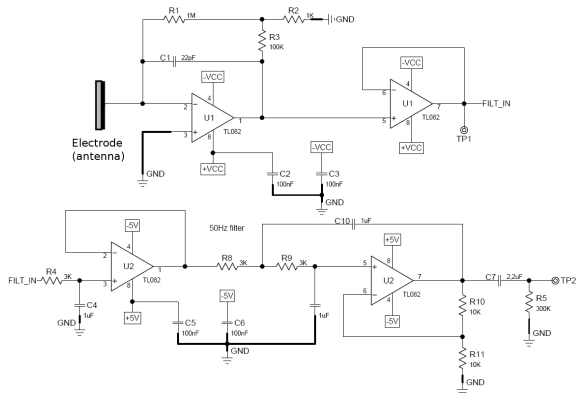 R1
1M
R2
1K
GND
R3
100K
C1
22pF
-VCC
4
2
1
3
U1
TL082
8
+VCC
Electrode
(antenna)
GND
C2
100nF
-VCC
C3
100nF
GND
-VCC
4
6
7
5
U1
TL082
8
+VCC
FILT_IN
TP1
50Hz filter
FILT_IN
R4
3K
C4
1uF
GND
-5V
4
2
1
3
U2
TL082
8
+5V
C5
100nF
-5V
C6
100nF
GND
R8
3K
R9
3K
C10
1uF
1uF
+5V
8
5
7
6
U2
TL082
4
-5V
C7
2,2uF
TP2
R10
10K
R5
300K
GND
R11
10K
GND